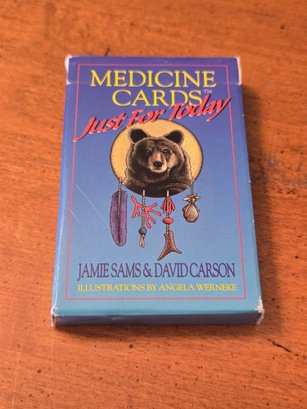 MEDICINE
CARDS™
Just For Today
JAMIE SAMS & DAVID CARSON
ILLUSTRATIONS BY ANGELA WERNEKE